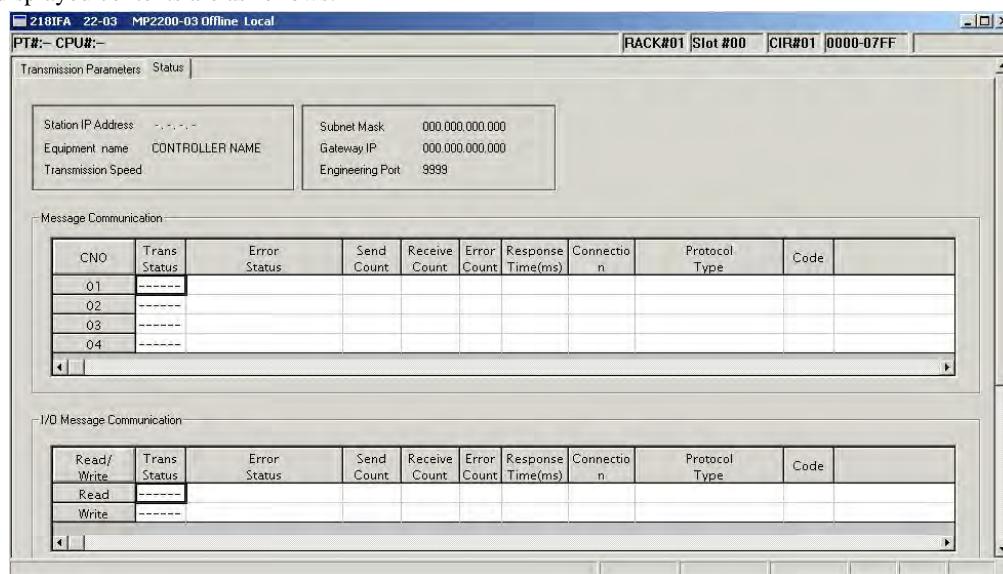 218IFA 22-03 MP2200-03 Offline Local
PT#:– CPU#:– RACK#01 Slot #00 CIR#01 0000-07FF
Transmission Parameters Status
Station IP Address -.-.-.-
Equipment name CONTROLLER NAME
Transmission Speed
Subnet Mask 000.000.000.000
Gateway IP 000.000.000.000
Engineering Port 9999
Message Communication
CNO Trans Status Error Status Send Count Receive Count Error Count Response Time(ms) Connectio n Protocol Type Code
01 ------
02 ------
03 ------
04 ------
I/O Message Communication
Read/ Write Trans Status Error Status Send Count Receive Count Error Count Response Time(ms) Connectio n Protocol Type Code
Read ------
Write ------